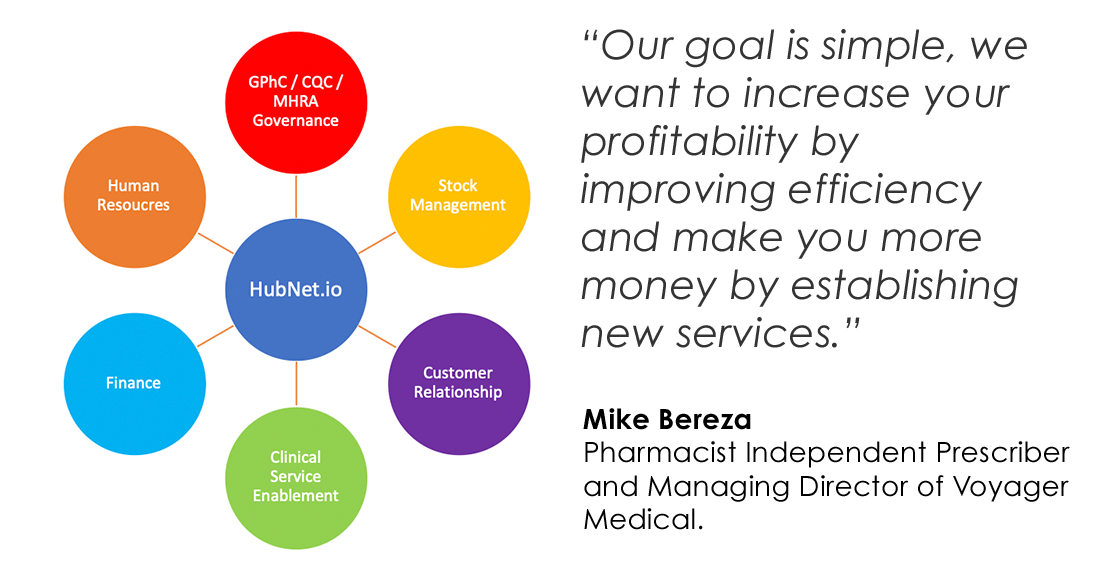 GPhC / CQC /
MHRA
Governance
Human
Resoucres
Stock
Management
HubNet.io
Finance
Customer
Relationship
Clinical
Service
Enablement
“Our goal is simple, we
want to increase your
profitability by
improving efficiency
and make you more
money by establishing
new services.”
Mike Bereza
Pharmacist Independent Prescriber
and Managing Director of Voyager
Medical.